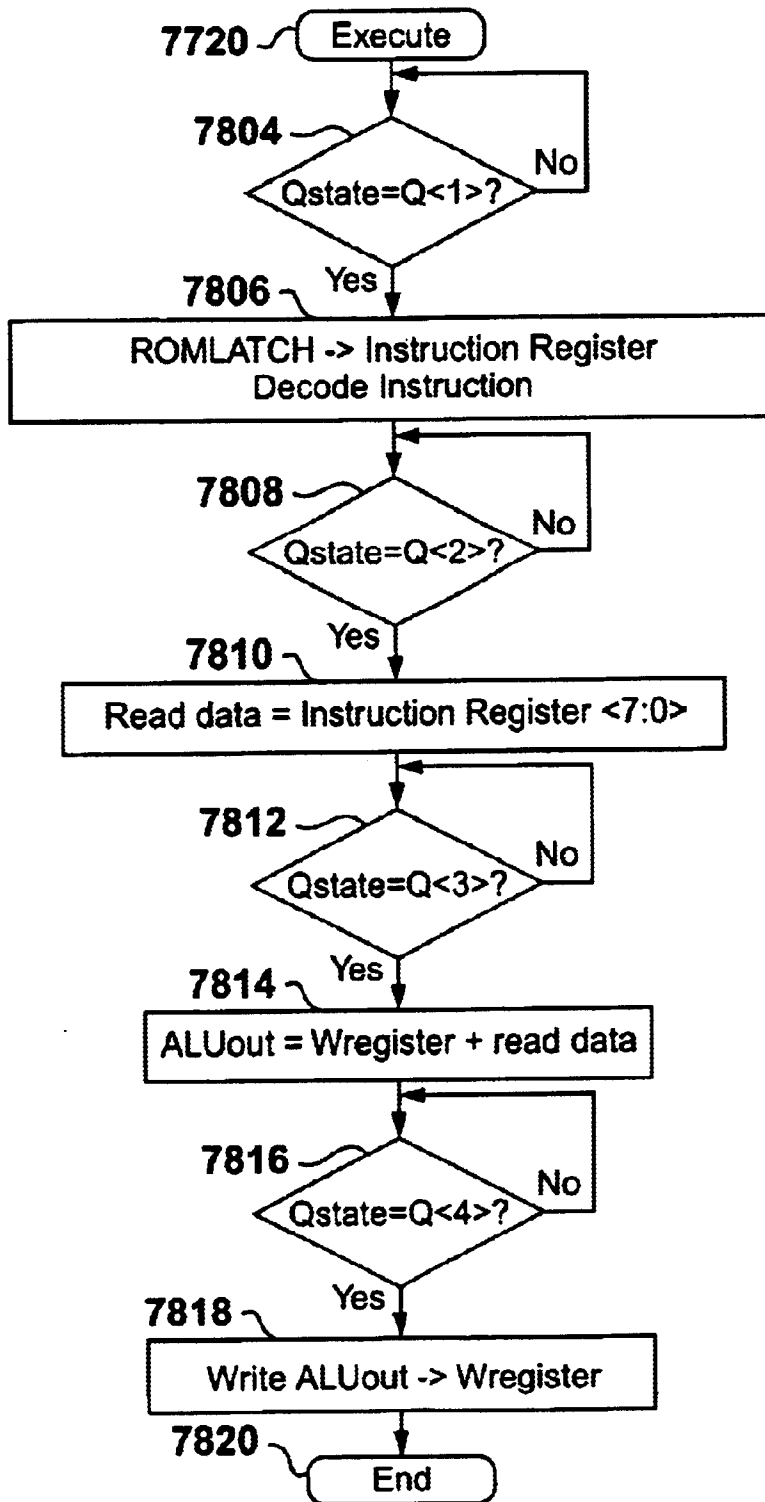 7720 Execute
7804
Qstate=Q<1>?
No
Yes
7806
ROMLATCH -> Instruction Register
Decode Instruction
7808
Qstate=Q<2>?
No
Yes
7810
Read data = Instruction Register <7:0>
7812
Qstate=Q<3>?
No
Yes
7814
ALUout = Wregister + read data
7816
Qstate=Q<4>?
No
Yes
7818
Write ALUout -> Wregister
7820
End